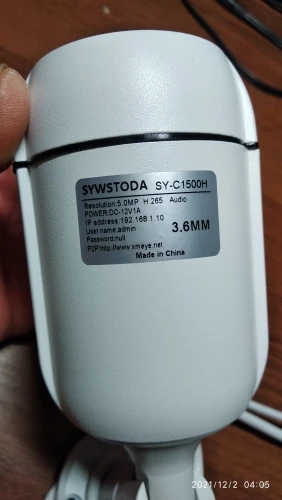 SYWSTODA SY-C1500H
Resolution:5.0MP H.265 Audio
POWER:DC-12V1A
IP address:192.168.1.10
User name:admin 3.6MM
Password:null
P2P:http://www.xmeye.net
Made in China
2021/12/2 04:05